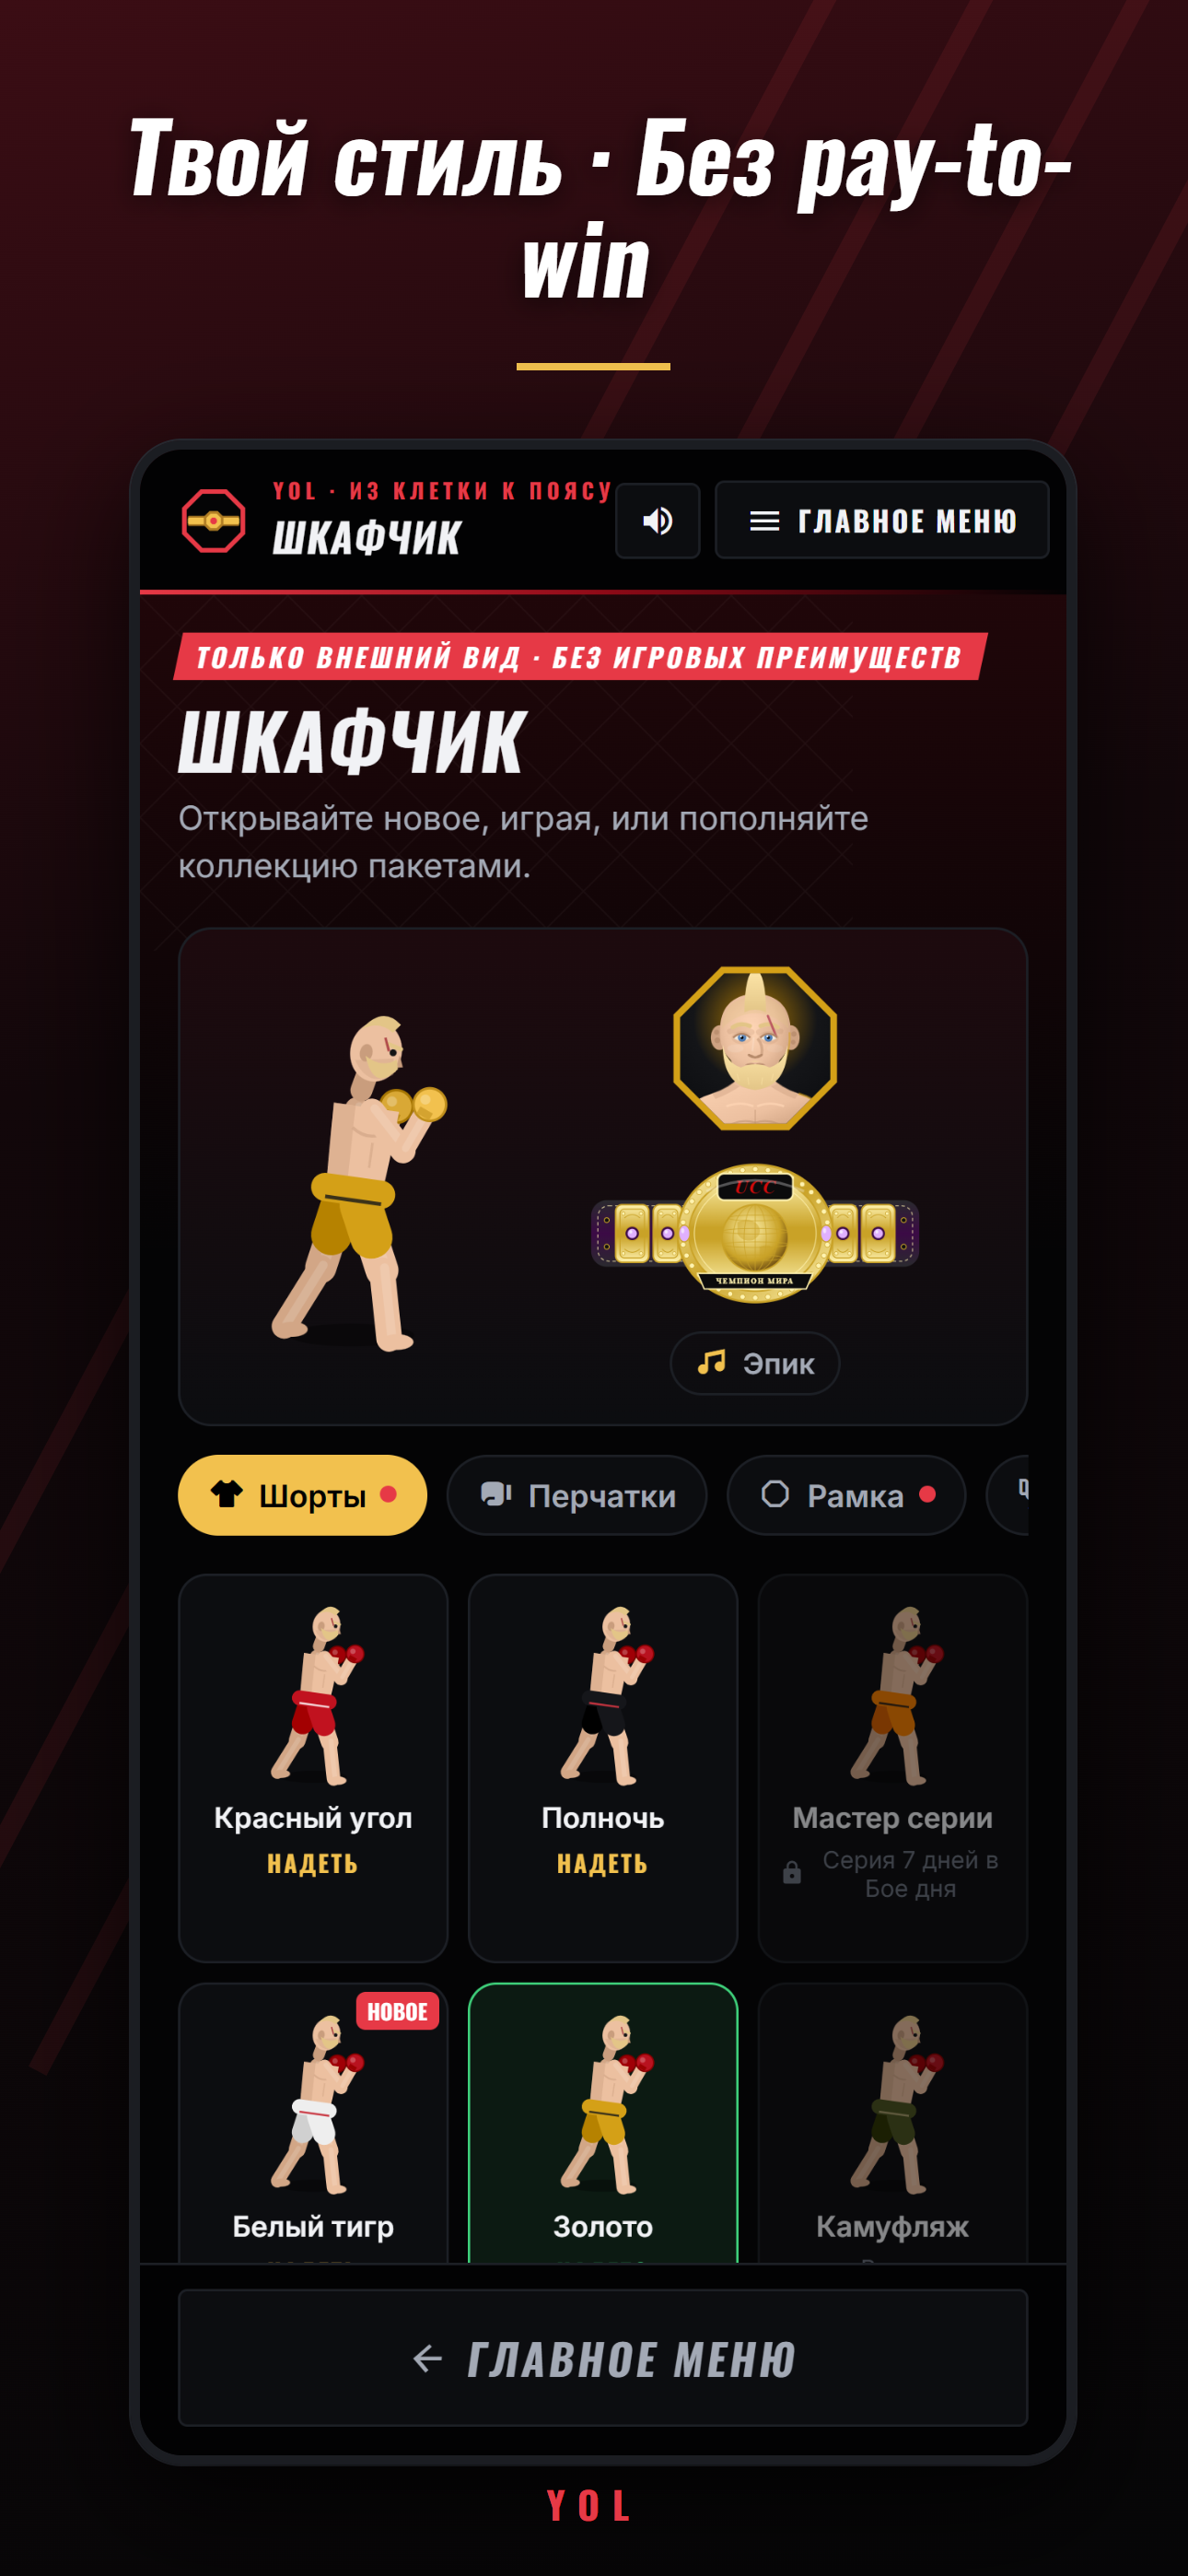 Твой стиль · Без pay-to-
win
YOL · ИЗ КЛЕТКИ К ПОЯСУ
ШКАФЧИК
ГЛАВНОЕ МЕНЮ
ТОЛЬКО ВНЕШНИЙ ВИД · БЕЗ ИГРОВЫХ ПРЕИМУЩЕСТВ
ШКАФЧИК
Открывайте новое, играя, или пополняйте
коллекцию пакетами.
UCC
ЧЕМПИОН МИРА
Эпик
Шорты
Перчатки
Рамка
Красный угол
НАДЕТЬ
Полночь
НАДЕТЬ
Мастер серии
Серия 7 дней в
Бое дня
НОВОЕ
Белый тигр
Золото
Камуфляж
ГЛАВНОЕ МЕНЮ
YOL